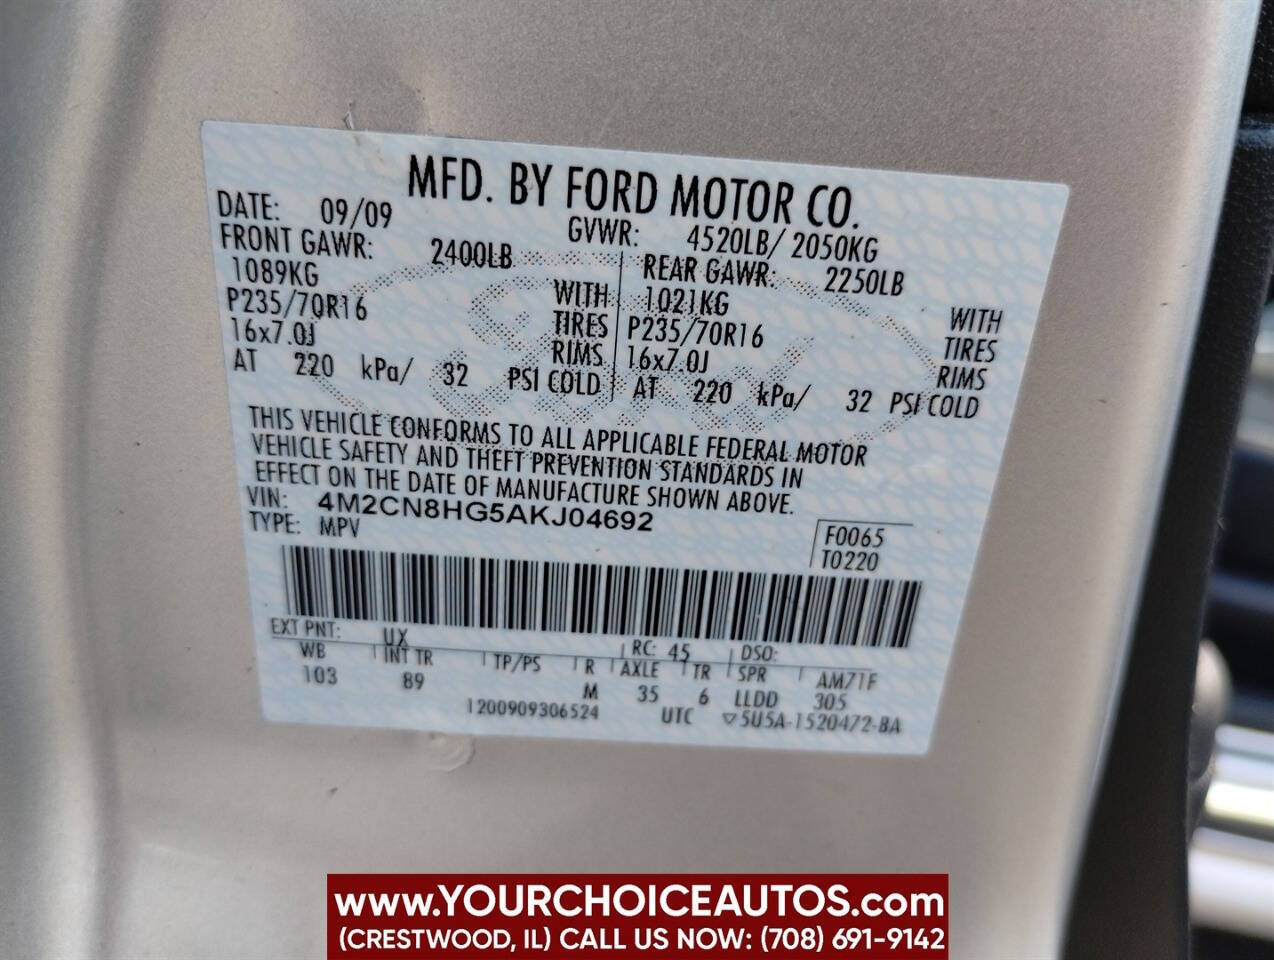 MFD. BY FORD MOTOR CO.
DATE: 09/09 GVWR: 4520LB/ 2050KG
FRONT GAWR: 2400LB REAR GAWR: 2250LB
1089KG WITH 1021KG WITH
P235/70R16 TIRES P235/70R16 TIRES
16x7.0J RIMS 16x7.0J RIMS
AT 220 kPa/ 32 PSI COLD AT 220 kPa/ 32 PSI COLD
THIS VEHICLE CONFORMS TO ALL APPLICABLE FEDERAL MOTOR
VEHICLE SAFETY AND THEFT PREVENTION STANDARDS IN
EFFECT ON THE DATE OF MANUFACTURE SHOWN ABOVE.
VIN: 4M2CN8HG5AKJ04692 F0065
TYPE: MPV T0220
EXT PNT: UX RC: 45 DSO:
WB INT TR TP/PS R AXLE TR SPR AM71F
103 89 M 35 6 LLDD 305
1200909306524 UTC ▽5U5A-1520472-BA
www.YOURCHOICEAUTOS.com
(CRESTWOOD, IL) CALL US NOW: (708) 691-9142